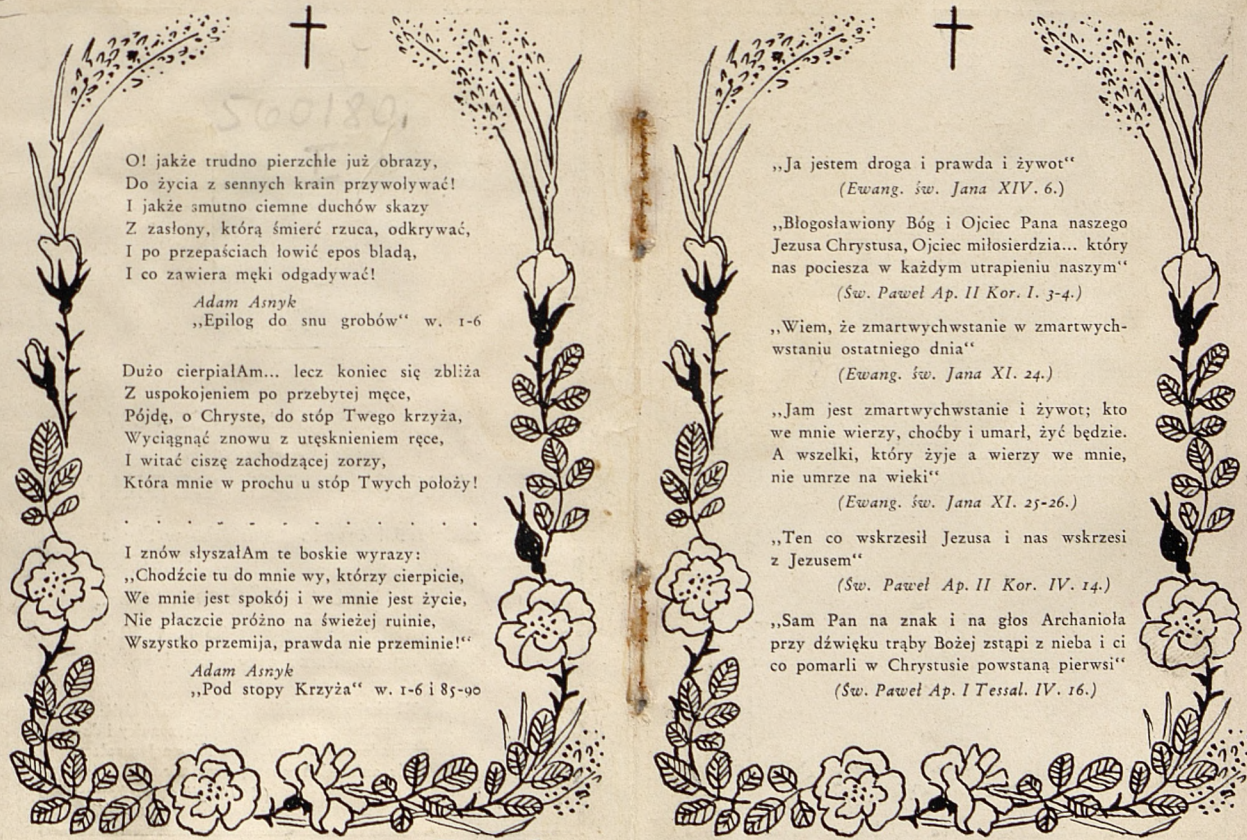 560180.
O! jakże trudno pierzchłe już obrazy,
Do życia z sennych krain przywoływać!
I jakże smutno ciemne duchów skazy
Z zasłony, którą śmierć rzuca, odkrywać,
I po przepaściach łowić epos bladą,
I co zawiera męki odgadywać!
Adam Asnyk
„Epilog do snu grobów“ w. 1-6
Dużo cierpiałAm... lecz koniec się zbliża
Z uspokojeniem po przebytej męce,
Pójdę, o Chryste, do stóp Twego krzyża,
Wyciągnąć znowu z utęsknieniem ręce,
I witać ciszę zachodzącej zorzy,
Która mnie w prochu u stóp Twych położy!
. . . . . . . . . . . . . . . .
I znów słyszałAm te boskie wyrazy:
„Chodźcie tu do mnie wy, którzy cierpicie,
We mnie jest spokój i we mnie jest życie,
Nie płaczcie próżno na świeżej ruinie,
Wszystko przemija, prawda nie przeminie!“
Adam Asnyk
„Pod stopy Krzyża“ w. 1-6 i 85-90
„Ja jestem droga i prawda i żywot“
(Ewang. św. Jana XIV. 6.)
„Błogosławiony Bóg i Ojciec Pana naszego
Jezusa Chrystusa, Ojciec miłosierdzia... który
nas pociesza w każdym utrapieniu naszym“
(Św. Paweł Ap. II Kor. I. 3-4.)
„Wiem, że zmartwychwstanie w zmartwych-
wstaniu ostatniego dnia“
(Ewang. św. Jana XI. 24.)
„Jam jest zmartwychwstanie i żywot; kto
we mnie wierzy, choćby i umarł, żyć będzie.
A wszelki, który żyje a wierzy we mnie,
nie umrze na wieki“
(Ewang. św. Jana XI. 25-26.)
„Ten co wskrzesił Jezusa i nas wskrzesi
z Jezusem“
(Św. Paweł Ap. II Kor. IV. 14.)
„Sam Pan na znak i na głos Archanioła
przy dźwięku trąby Bożej zstąpi z nieba i ci
co pomarli w Chrystusie powstaną pierwsi“
(Św. Paweł Ap. I Tessal. IV. 16.)